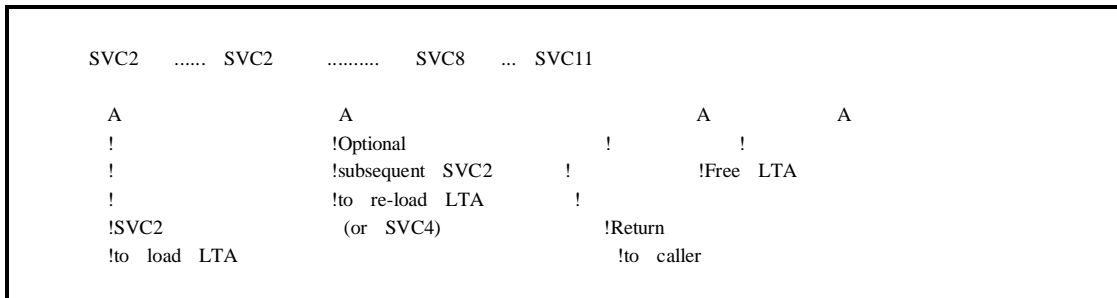 SVC2 ...... SVC2 .......... SVC8 ... SVC11
A A A A
! !Optional ! !
! !subsequent SVC2 ! !Free LTA
! !to re-load LTA !
!SVC2 (or SVC4) !Return
!to load LTA !to caller